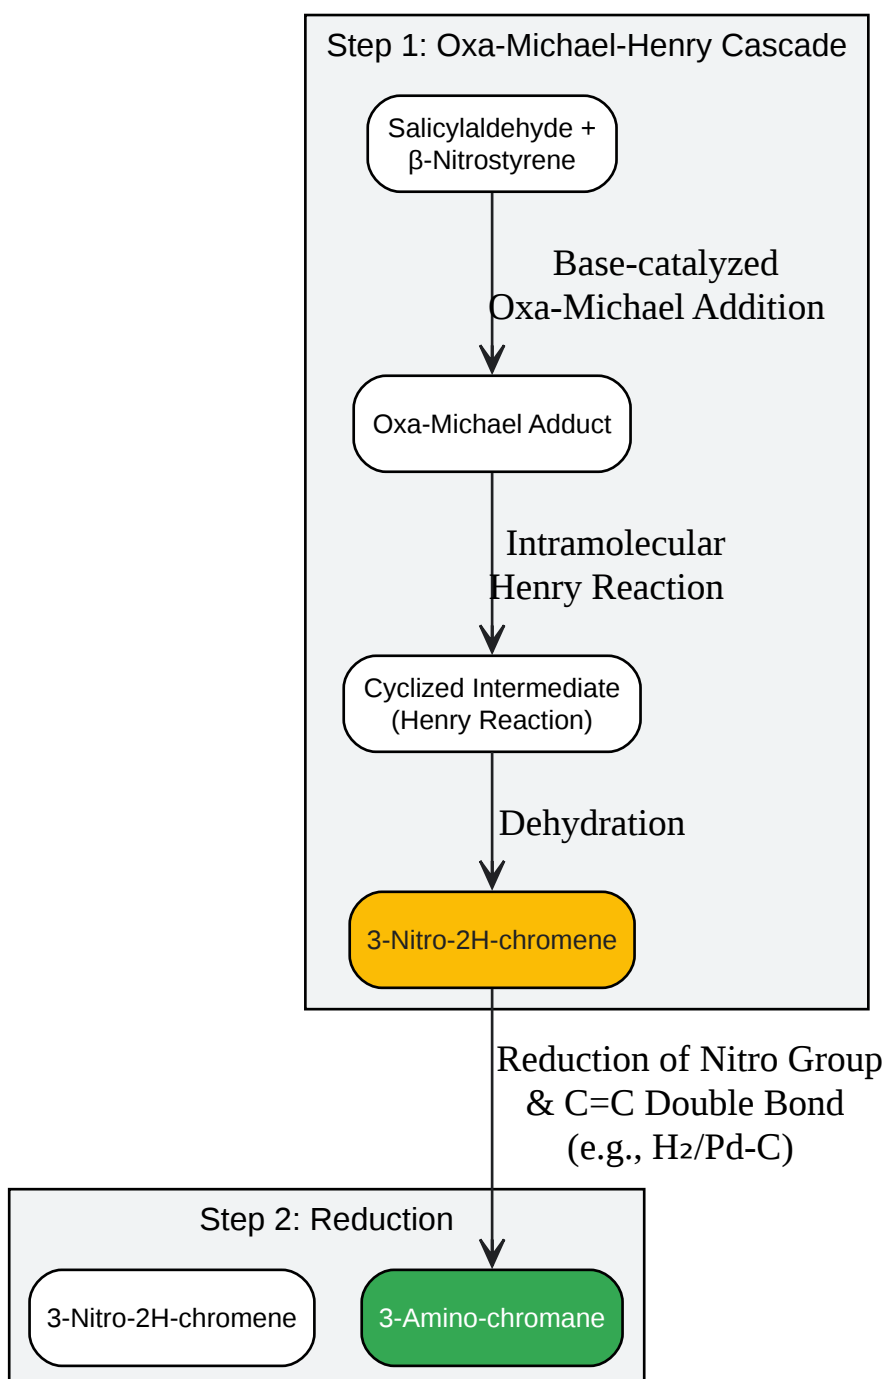 Step 1: Oxa-Michael-Henry Cascade
Salicylaldehyde +
β-Nitrostyrene
Base-catalyzed
Oxa-Michael Addition
Oxa-Michael Adduct
Intramolecular
Henry Reaction
Cyclized Intermediate
(Henry Reaction)
Dehydration
3-Nitro-2H-chromene
Reduction of Nitro Group
& C=C Double Bond
(e.g., H₂/Pd-C)
Step 2: Reduction
3-Nitro-2H-chromene
3-Amino-chromane